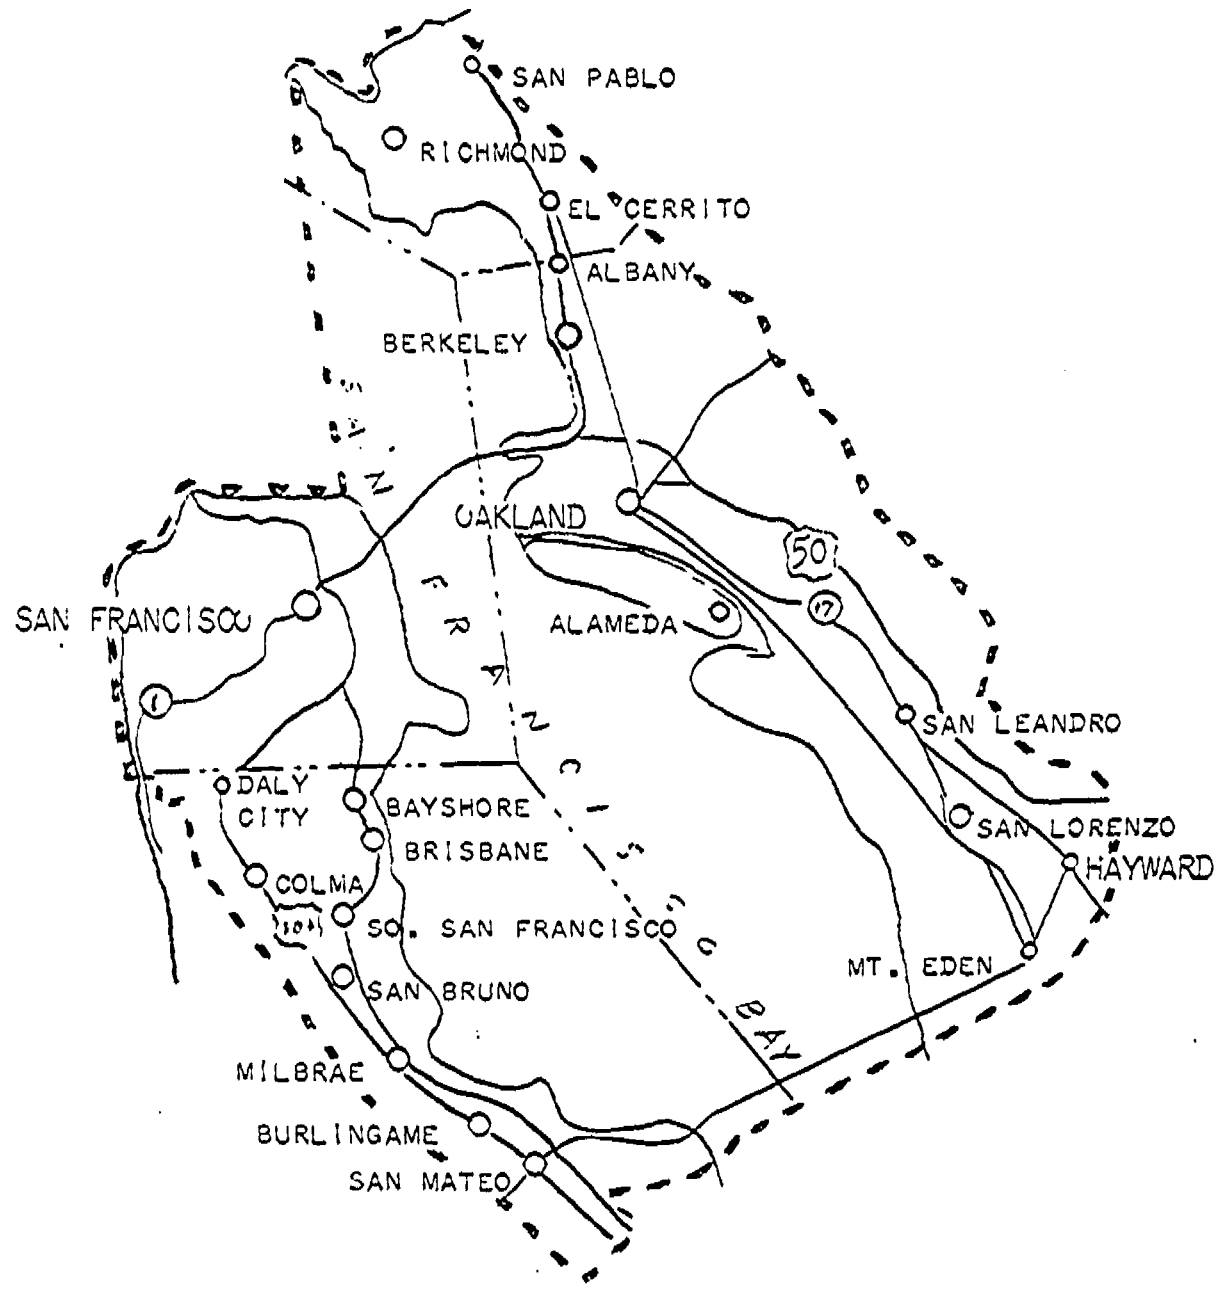 SAN PABLO
RICHMOND
EL CERRITO
ALBANY
BERKELEY
OAKLAND
50
SAN FRANCISCO
ALAMEDA
17
1
SAN LEANDRO
DALY
CITY
BAYSHORE
SAN LORENZO
BRISBANE
HAYWARD
COLMA
SO. SAN FRANCISCO
MT. EDEN
SAN BRUNO
MILBRAE
BURLINGAME
SAN MATEO
SAN FRANCISCO BAY